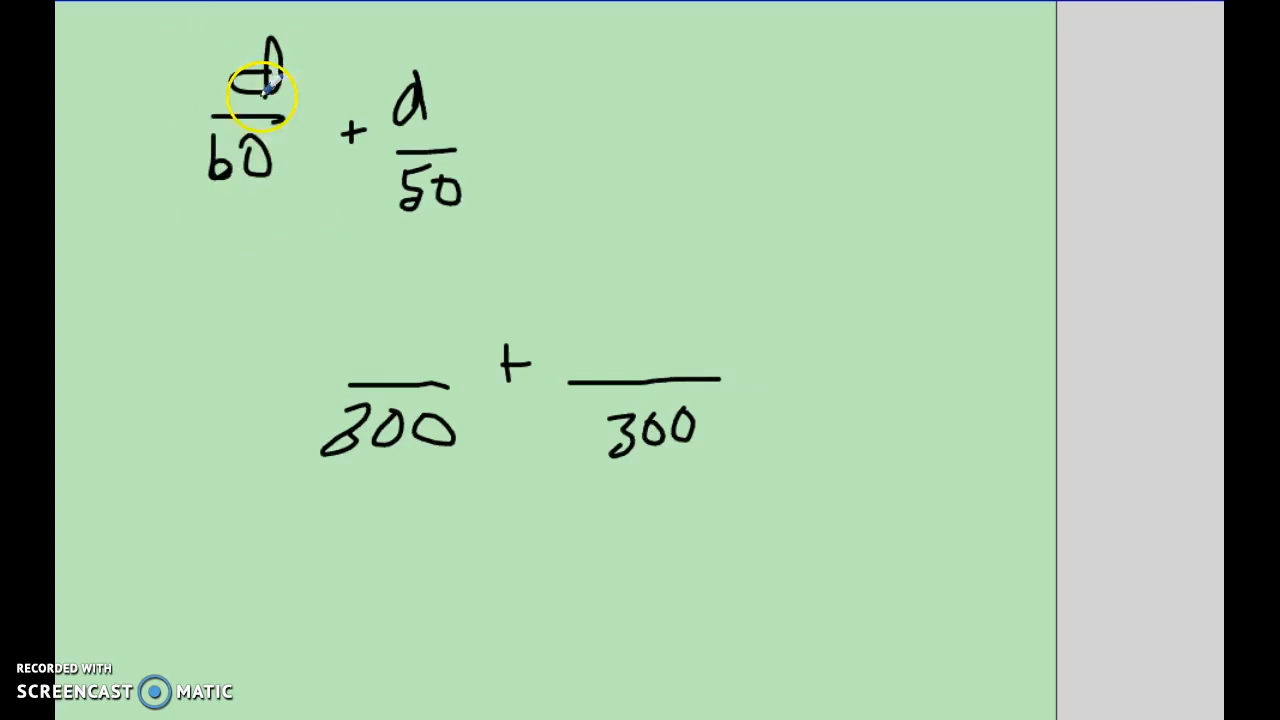 d/60 + d/50
/300 + /300
RECORDED WITH
SCREENCAST MATIC